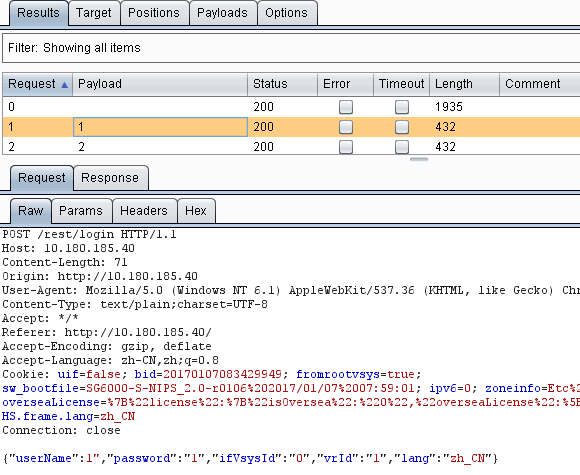 Results Target Positions Payloads Options
Filter: Showing all items
Request Payload Status Error Timeout Length Comment
0 200 1935
1 1 200 432
2 2 200 432
Request Response
Raw Params Headers Hex
POST /rest/login HTTP/1.1
Host: 10.180.185.40
Content-Length: 71
Origin: http://10.180.185.40
User-Agent: Mozilla/5.0 (Windows NT 6.1) AppleWebKit/537.36 (KHTML, like Gecko) Chr
Content-Type: text/plain;charset=UTF-8
Accept: */*
Referer: http://10.180.185.40/
Accept-Encoding: gzip, deflate
Accept-Language: zh-CN,zh;q=0.8
Cookie: uif=false; bid=20170107083429949; fromrootvsys=true;
sw_bootfile=SG6000-S-NIPS_2.0-r0106%202017/01/07%2007:59:01; ipv6=0; zoneinfo=Etc%2
overseaLicense=%7B%22license%22:%7B%22isOversea%22:%220%22,%22overseaLicense%22:%5B
HS.frame.lang=zh_CN
Connection: close
{"userName":1","password":"1","ifVsysId":"0","vrId":"1","lang":"zh_CN"}